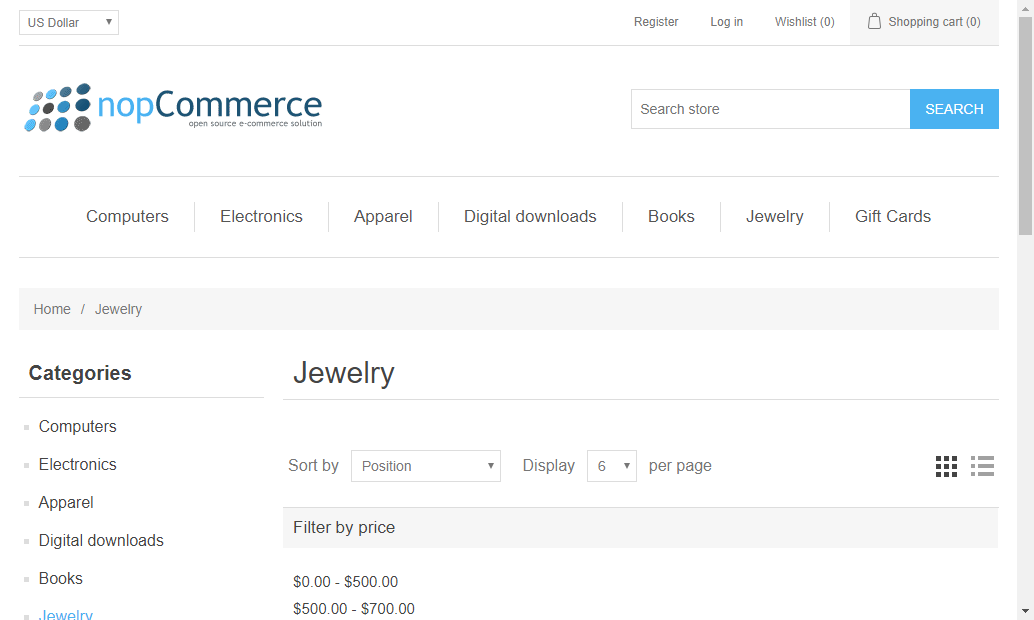 US Dollar
Register
Log in
Wishlist (0)
Shopping cart (0)
nopCommerce
open source e-commerce solution
Search store
SEARCH
Computers
Electronics
Apparel
Digital downloads
Books
Jewelry
Gift Cards
Home / Jewelry
Categories
Computers
Electronics
Apparel
Digital downloads
Books
Jewelry
Jewelry
Sort by Position Display 6 per page
Filter by price
$0.00 - $500.00
$500.00 - $700.00